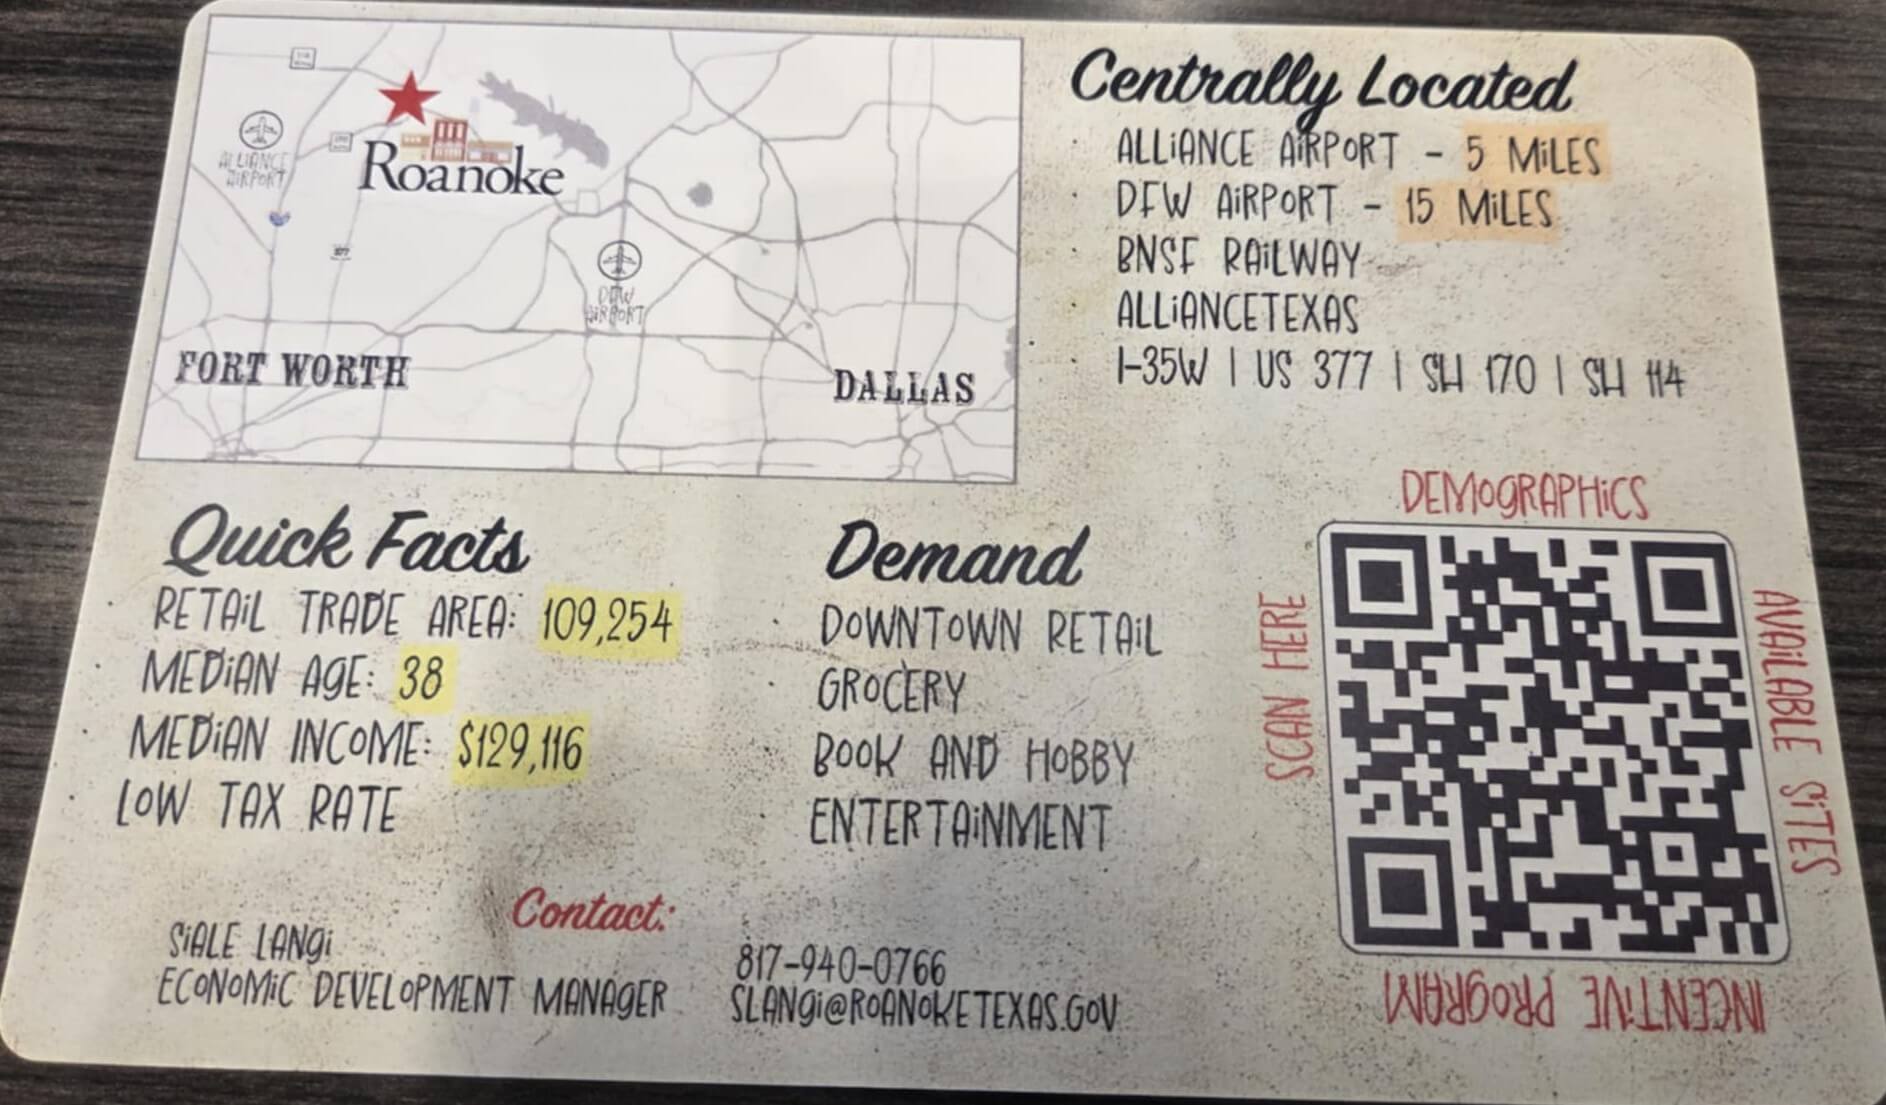 114
ALLIANCE
AIRPORT
Roanoke
377
DFW
AIRPORT
FORT WORTH
DALLAS
Centrally Located
ALLIANCE AIRPORT - 5 MILES
DFW AIRPORT - 15 MILES
BNSF RAILWAY
ALLIANCETEXAS
I-35W | US 377 | SH 170 | SH 114
Quick Facts
RETAIL TRADE AREA: 109,254
MEDIAN AGE: 38
MEDIAN INCOME: $129,116
LOW TAX RATE
Demand
DOWNTOWN RETAIL
GROCERY
BOOK AND HOBBY
ENTERTAINMENT
DEMOGRAPHICS
SCAN HERE
AVAILABLE SITES
INCENTIVE PROGRAM
Contact:
SIALE LANGI
ECONOMIC DEVELOPMENT MANAGER
817-940-0766
SLANGI@ROANOKETEXAS.GOV